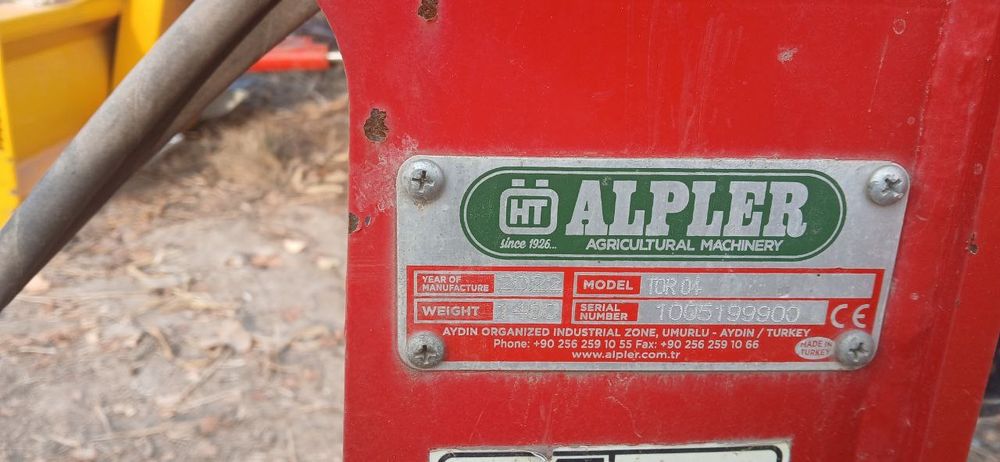 HT
ALPLER
since 1926...
AGRICULTURAL MACHINERY
YEAR OF MANUFACTURE
MODEL 04
WEIGHT
SERIAL NUMBER 1005199900 CE
AYDIN ORGANIZED INDUSTRIAL ZONE, UMURLU - AYDIN / TURKEY
Phone: +90 256 259 10 55 Fax: +90 256 259 10 66
www.alpler.com.tr
MADE IN TURKEY